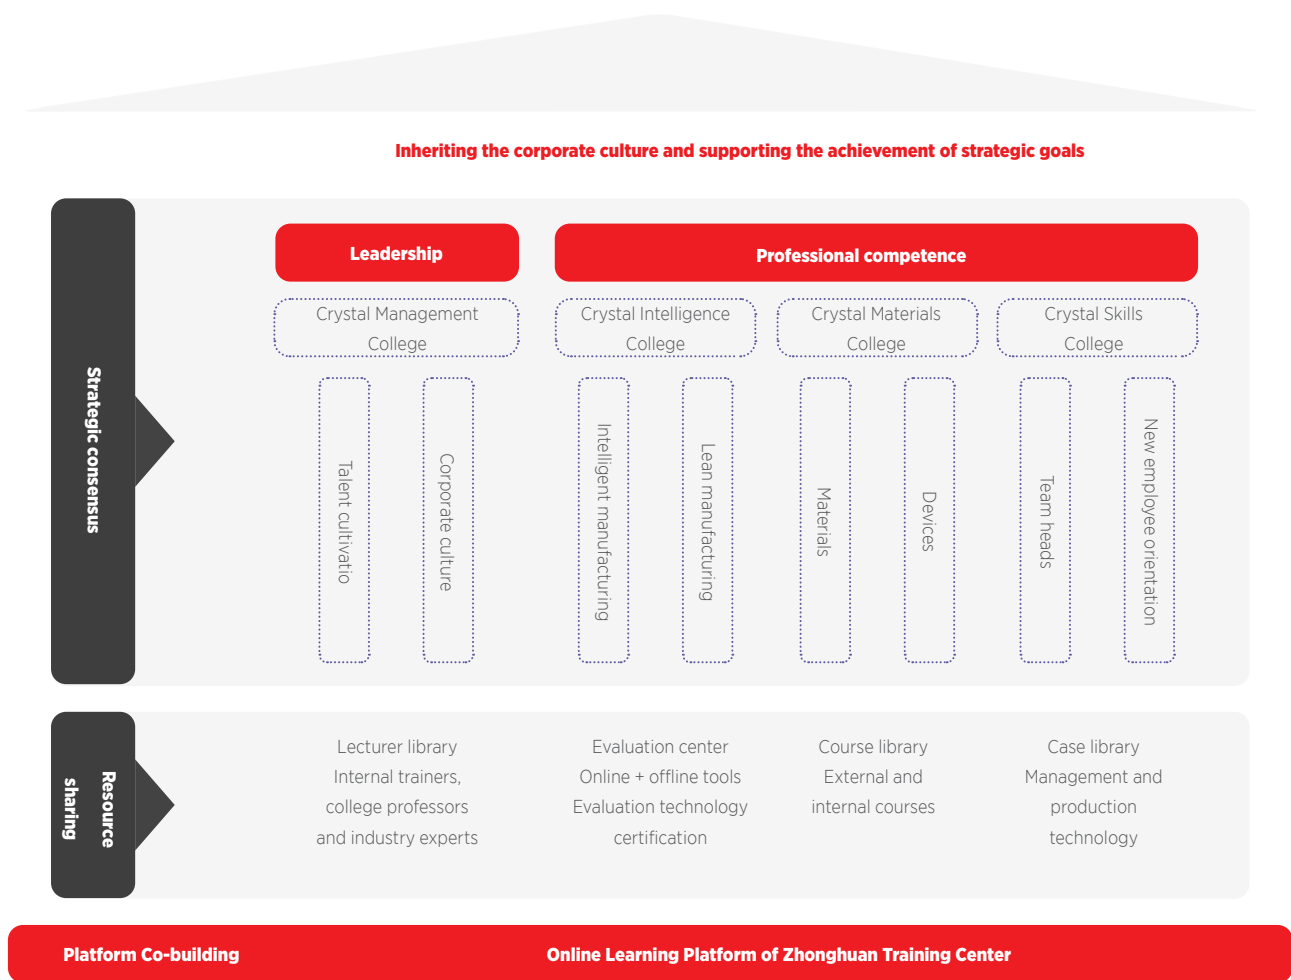 Inheriting the corporate culture and supporting the achievement of strategic goals
Strategic consensus
Leadership
Professional competence
Crystal Management
College
Crystal Intelligence
College
Crystal Materials
College
Crystal Skills
College
Talent cultivatio
Corporate culture
Intelligent manufacturing
Lean manufacturing
Materials
Devices
Team heads
New employee orientation
Resource
sharing
Lecturer library
Internal trainers,
college professors
and industry experts
Evaluation center
Online + offline tools
Evaluation technology
certification
Course library
External and
internal courses
Case library
Management and
production
technology
Platform Co-building
Online Learning Platform of Zhonghuan Training Center